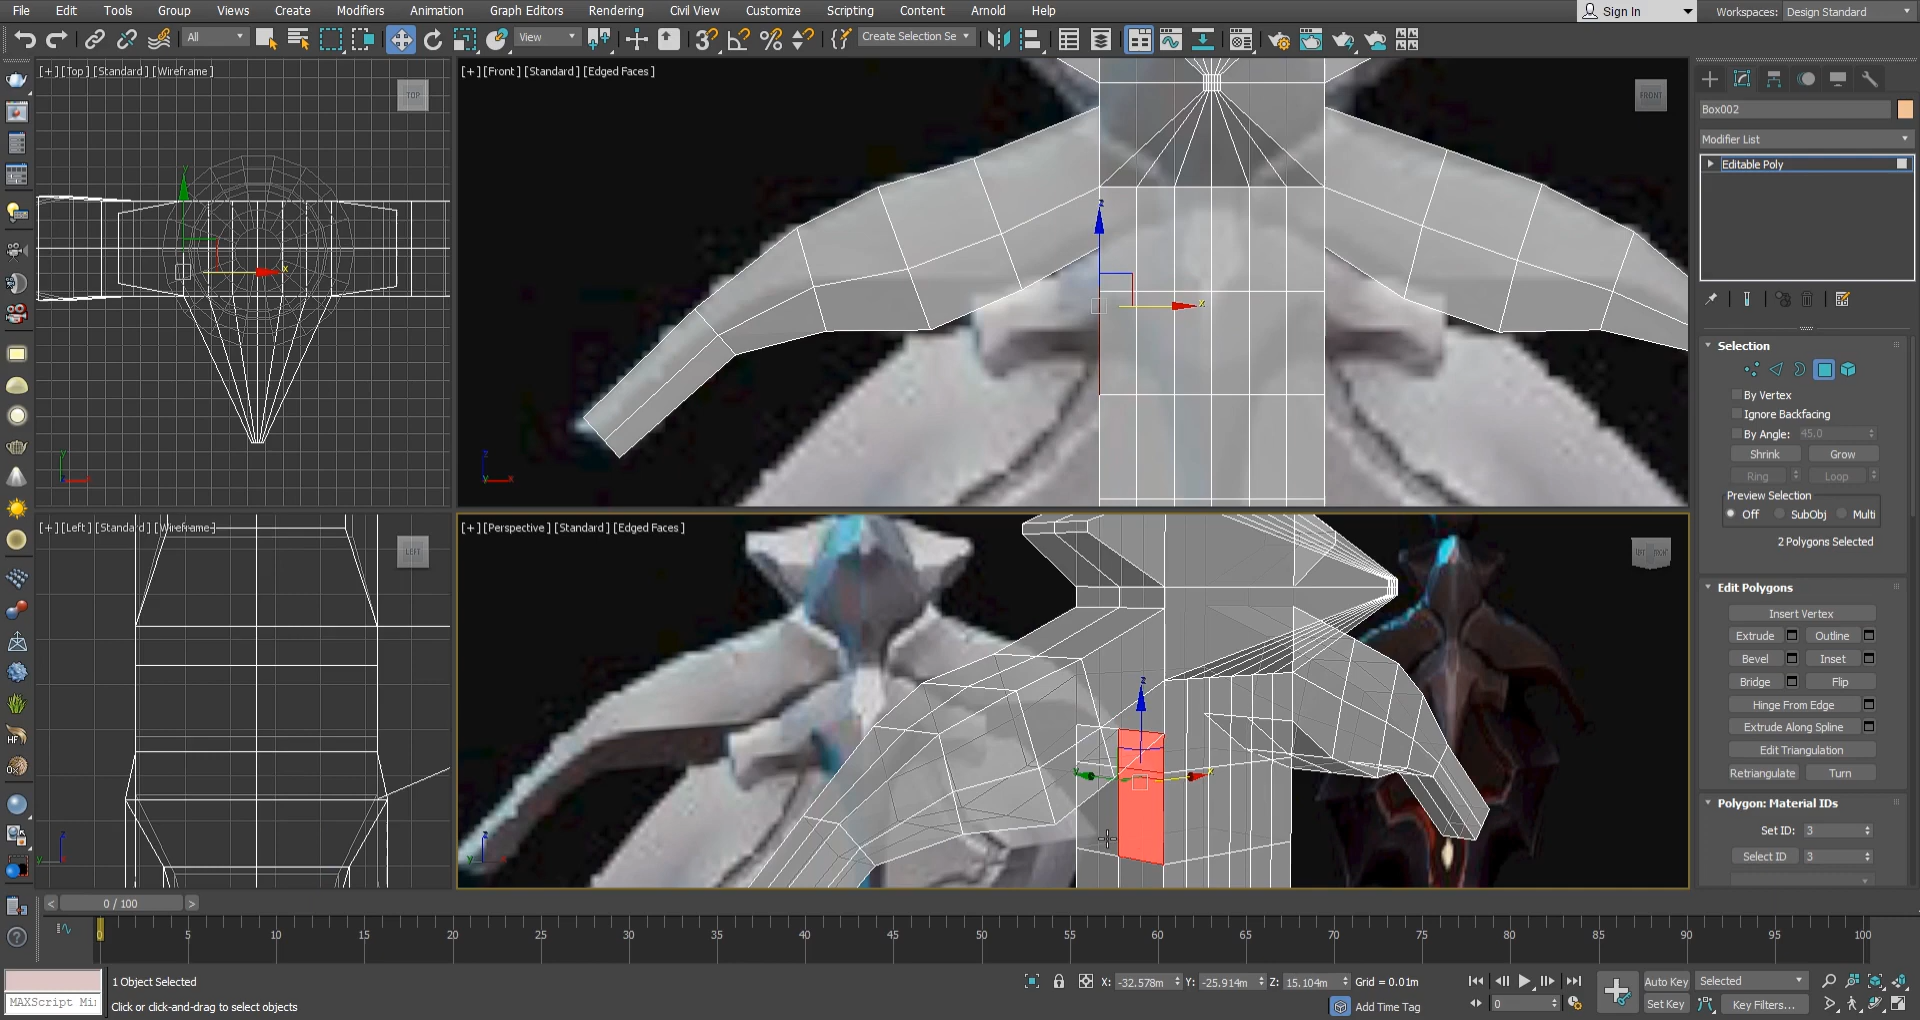 File Edit Tools Group Views Create Modifiers Animation Graph Editors Rendering Civil View Customize Scripting Content Arnold Help
Sign In
Workspaces: Design Standard
All
View
Create Selection Se
[+] [Top] [Standard] [Wireframe]
TOP
[+] [Front] [Standard] [Edged Faces]
FRONT
Box002
Modifier List
Editable Poly
Selection
By Vertex
Ignore Backfacing
By Angle: 45.0
Shrink Grow
Ring Loop
Preview Selection
Off SubObj Multi
2 Polygons Selected
[+] [Left] [Standard] [Wireframe]
LEFT
[+] [Perspective] [Standard] [Edged Faces]
Edit Polygons
Insert Vertex
Extrude Outline
Bevel Inset
Bridge Flip
Hinge From Edge
Extrude Along Spline
Edit Triangulation
Retriangulate Turn
Polygon: Material IDs
Set ID: 3
Select ID 3
HF
< 0 / 100 >
0 5 10 15 20 25 30 35 40 45 50 55 60 65 70 75 80 85 90 95 100
1 Object Selected
X: -32.578m Y: -25.914m Z: 15.104m Grid = 0.01m
Auto Key Selected
MAXScript Mi
Click or click-and-drag to select objects
Add Time Tag
0
Set Key Key Filters...